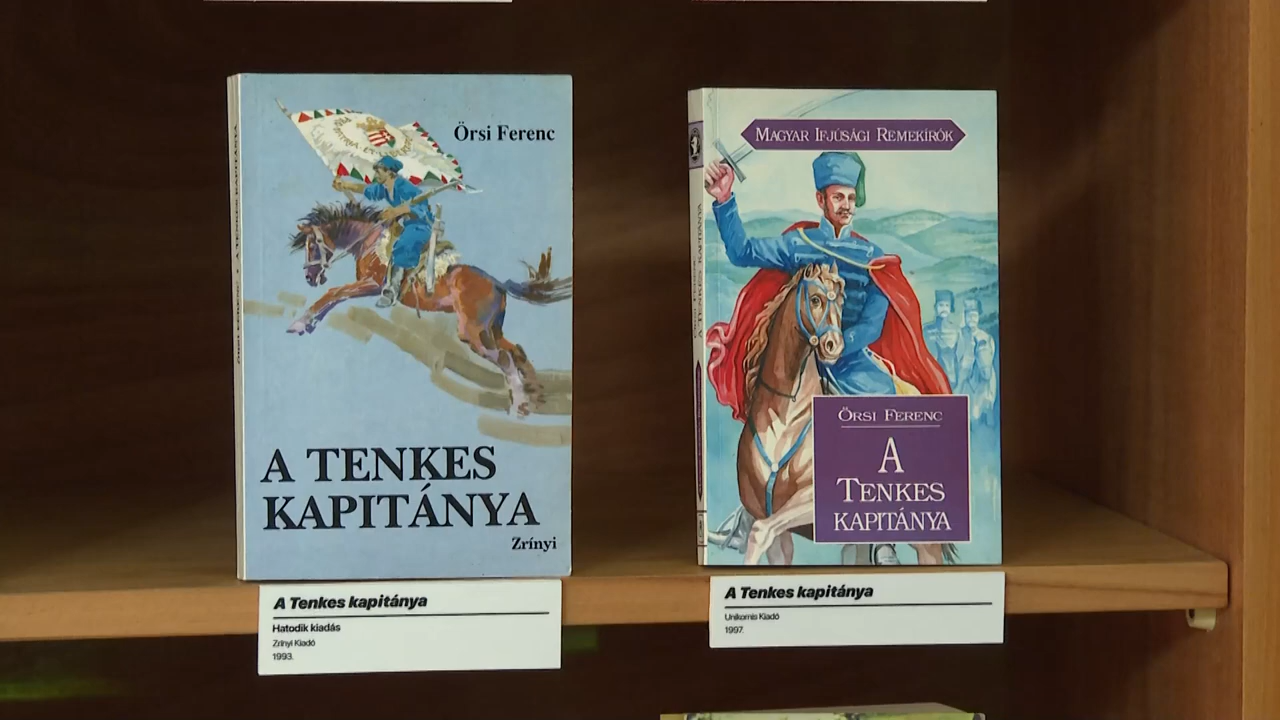 Örsi Ferenc
A TENKES
KAPITÁNYA
Zrínyi
A Tenkes kapitánya
Hatodik kiadás
Zrínyi Kiadó
1993.
MAGYAR IFJÚSÁGI REMEKÍRÓK
ÖRSI FERENC
A
TENKES
KAPITÁNYA
A Tenkes kapitánya
Unikornis Kiadó
1997.